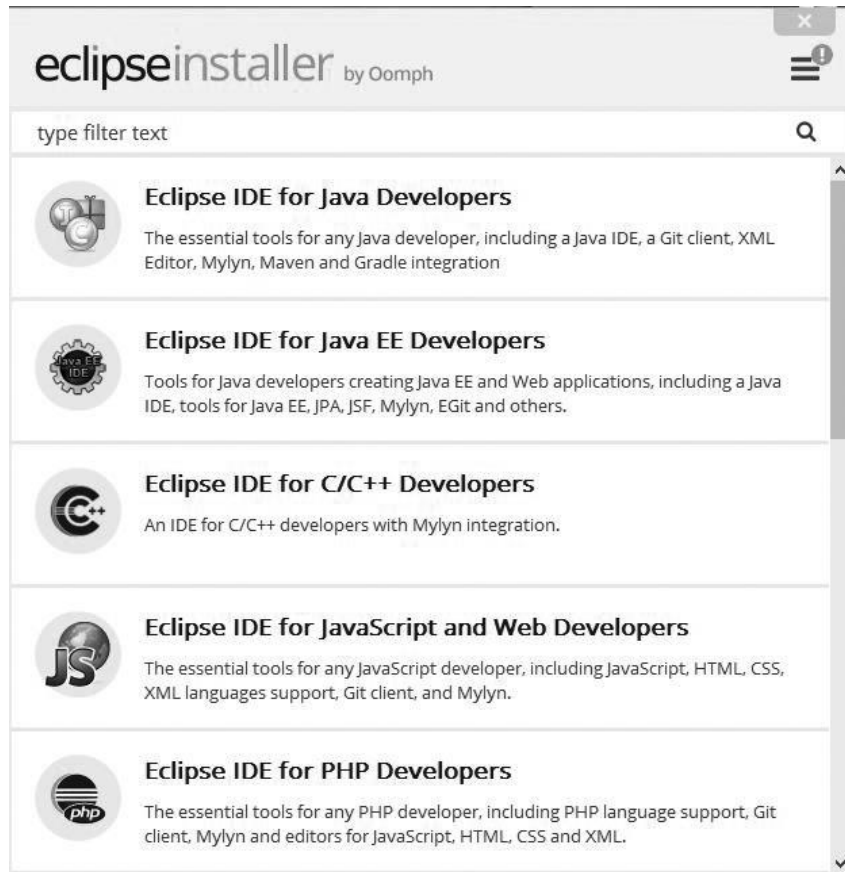 eclipseinstaller by Oomph
type filter text
Eclipse IDE for Java Developers
The essential tools for any Java developer, including a Java IDE, a Git client, XML
Editor, Mylyn, Maven and Gradle integration
Java EE
IDE
Eclipse IDE for Java EE Developers
Tools for Java developers creating Java EE and Web applications, including a Java
IDE, tools for Java EE, JPA, JSF, Mylyn, EGit and others.
C++
Eclipse IDE for C/C++ Developers
An IDE for C/C++ developers with Mylyn integration.
JS
Eclipse IDE for JavaScript and Web Developers
The essential tools for any JavaScript developer, including JavaScript, HTML, CSS,
XML languages support, Git client, and Mylyn.
php
Eclipse IDE for PHP Developers
The essential tools for any PHP developer, including PHP language support, Git
client, Mylyn and editors for JavaScript, HTML, CSS and XML.